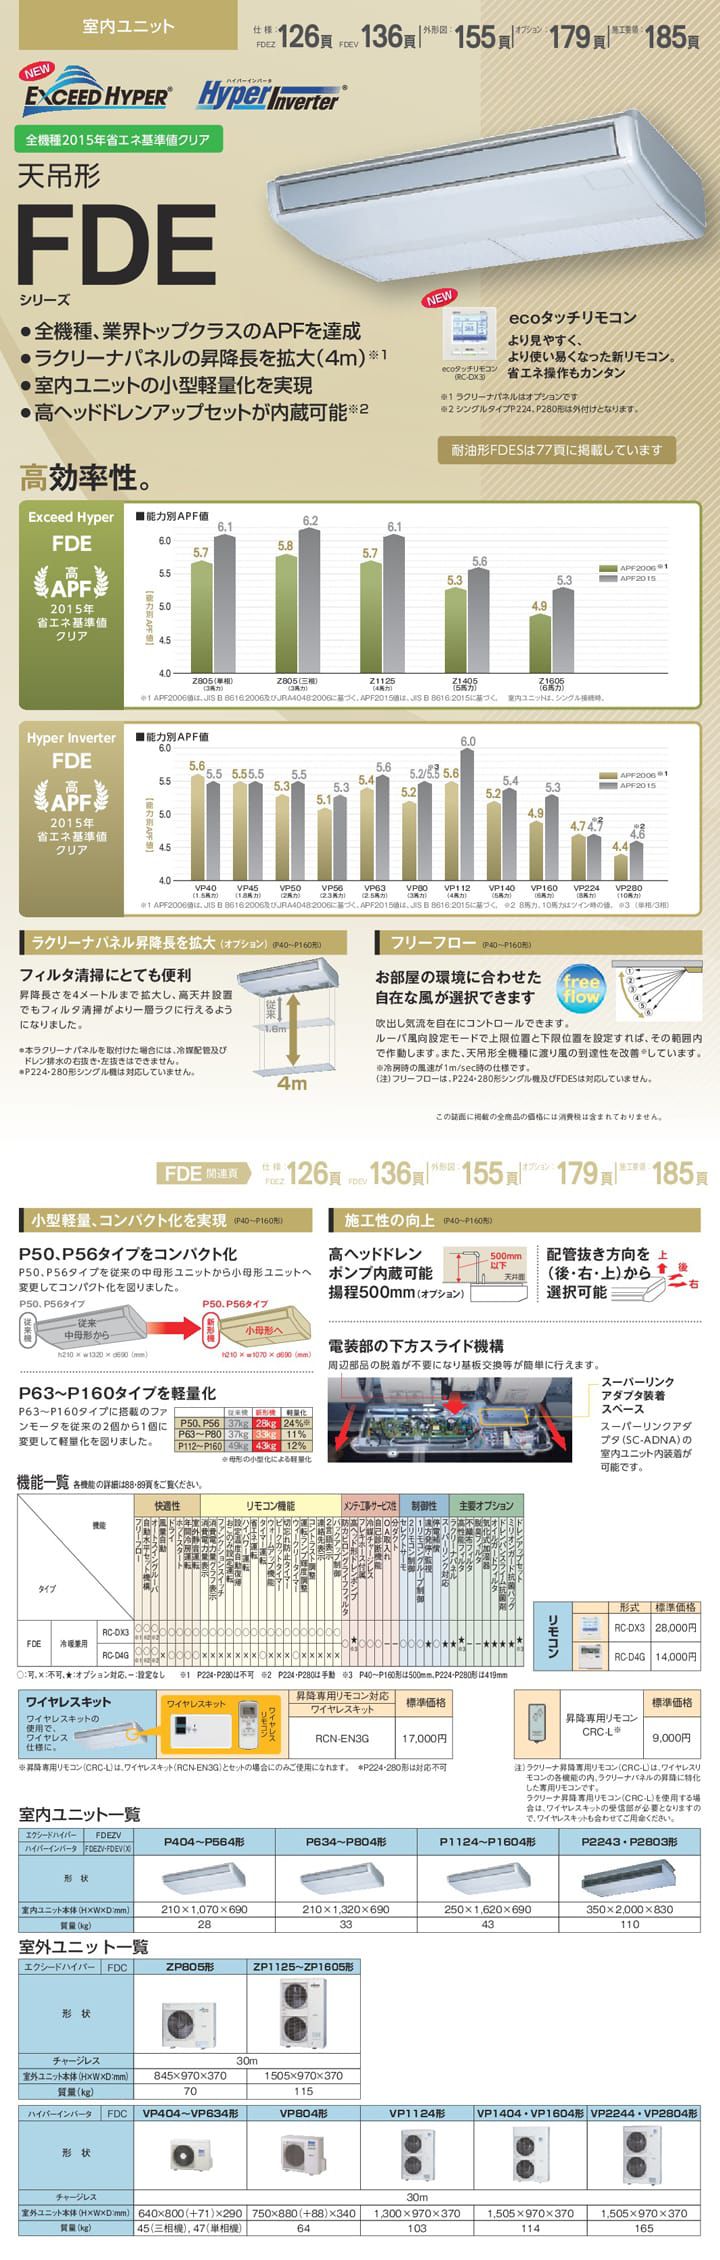 室内ユニット
仕様：FDEZ 126頁 FDEV 136頁 外形図：155頁 オプション：179頁 施工要領：185頁
NEW
EXCEED HYPER®
ハイパーインバータ
Hyper Inverter®
全機種2015年省エネ基準値クリア
天吊形
FDE
シリーズ
●全機種、業界トップクラスのAPFを達成
●ラクリーナパネルの昇降長を拡大（4m）※1
●室内ユニットの小型軽量化を実現
●高ヘッドドレンアップセットが内蔵可能※2
NEW
ecoタッチリモコン
(RC-DX3)
ecoタッチリモコン
より見やすく、
より使い易くなった新リモコン。
省エネ操作もカンタン
※1 ラクリーナパネルはオプションです
※2 シングルタイプP224、P280形は外付けとなります。
耐油形FDESは77頁に掲載しています
高効率性。
Exceed Hyper
FDE
高
APF
2015年
省エネ基準値
クリア
■能力別APF値
【能力別APF値】
6.0
5.5
5.0
4.5
4.0
5.7 6.1 5.8 6.2 5.7 6.1 5.3 5.6 4.9 5.3
APF2006※1
APF2015
Z805(単相) Z805(三相) Z1125 Z1405 Z1605
(3馬力) (3馬力) (4馬力) (5馬力) (6馬力)
※1 APF2006値は、JIS B 8616:2006及びJRA4048:2006に基づく。APF2015値は、JIS B 8616:2015に基づく。 室内ユニットは、シングル接続時。
Hyper Inverter
FDE
高
APF
2015年
省エネ基準値
クリア
■能力別APF値
【能力別APF値】
6.0
5.5
5.0
4.5
4.0
5.6 5.5 5.5 5.5 5.3 5.5 5.1 5.3 5.4 5.6 5.2 5.2/5.5※3 5.6 6.0 5.2 5.4 4.9 5.3 4.7 4.7※2 4.4 4.6※2
APF2006※1
APF2015
VP40 VP45 VP50 VP56 VP63 VP80 VP112 VP140 VP160 VP224 VP280
(1.5馬力) (1.8馬力) (2馬力) (2.3馬力) (2.5馬力) (3馬力) (4馬力) (5馬力) (6馬力) (8馬力) (10馬力)
※1 APF2006値は、JIS B 8616:2006及びJRA4048:2006に基づく。APF2015値は、JIS B 8616:2015に基づく。 ※2 8馬力、10馬力はツイン時の値。 ※3 (単相/3相)
ラクリーナパネル昇降長を拡大（オプション）（P40〜P160形）
フィルタ清掃にとても便利
昇降長さを4メートルまで拡大し、高天井設置
でもフィルタ清掃がより一層ラクに行えるよう
になりました。
※本ラクリーナパネルを取付けた場合には、冷媒配管及び
ドレン排水の右抜き・左抜きはできません。
※P224・280形シングル機は対応していません。
従来
1.8m
4m
フリーフロー（P40〜P160形）
お部屋の環境に合わせた
自在な風が選択できます
free flow
① ② ③ ④ ⑤ ⑥
吹出し気流を自在にコントロールできます。
ルーバ風向設定モードで上限位置と下限位置を設定すれば、その範囲内
で作動します。また、天吊形全機種に渡り風の到達性を改善※しています。
※冷房時の風速が1m/sec時の仕様です。
（注）フリーフローは、P224・280形シングル機及びFDESは対応していません。
この誌面に掲載の全商品の価格には消費税は含まれておりません。
FDE 関連頁 仕様：FDEZ 126頁 FDEV 136頁 外形図：155頁 オプション：179頁 施工要領：185頁
小型軽量、コンパクト化を実現（P40〜P160形）
P50、P56タイプをコンパクト化
P50、P56タイプを従来の中母形ユニットから小母形ユニットへ
変更してコンパクト化を図りました。
P50、P56タイプ
従来機
従来
中母形から
h210×w1320×d690（mm）
P50、P56タイプ
新形機
小母形へ
h210×w1070×d690（mm）
P63〜P160タイプを軽量化
P63〜P160タイプに搭載のファ
ンモータを従来の2個から1個に
変更して軽量化を図りました。
従来機 新形機 軽量化
P50、P56 37kg 28kg 24%※
P63〜P80 37kg 33kg 11%
P112〜P160 49kg 43kg 12%
※母形の小型化による軽量化
施工性の向上（P40〜P160形）
高ヘッドドレン
ポンプ内蔵可能
揚程500mm（オプション）
500mm
以下
天井面
配管抜き方向を
（後・右・上）から
選択可能
上
後
右
電装部の下方スライド機構
周辺部品の脱着が不要になり基板交換等が簡単に行えます。
スーパーリンク
アダプタ装着
スペース
スーパーリンクアダ
プタ（SC-ADNA）の
室内ユニット内装着が
可能です。
機能一覧 各機能の詳細は88・89頁をご覧ください。
機能
タイプ
快適性 リモコン機能 メンテ・工事・サービス性 制御性 主要オプション
FDE 冷暖兼用
RC-DX3
RC-D4G
○:可、×:不可、★:オプション対応、−:設定なし ※1 P224・P280は不可 ※2 P224・P280は手動 ※3 P40〜P160形は500mm、P224・P280形は419mm
リモコン
形式 標準価格
RC-DX3 28,000円
RC-D4G 14,000円
ワイヤレスキット
ワイヤレスキットの
使用で、
ワイヤレス
仕様に。
ワイヤレスキット
ワイヤレスリモコン
昇降専用リモコン対応
ワイヤレスキット
標準価格
RCN-EN3G
17,000円
※昇降専用リモコン(CRC-L)は、ワイヤレスキット(RCN-EN3G)とセットの場合にのみご使用になれます。 ※P224・280形は対応不可
昇降専用リモコン
CRC-L※
標準価格
9,000円
注）ラクリーナ昇降専用リモコン(CRC-L)は、ワイヤレスリ
モコンの各機能の内、ラクリーナパネルの昇降に特化
した専用リモコンです。
ラクリーナ昇降専用リモコン(CRC-L)を使用する場
合は、ワイヤレスキットの受信部が必要となりますの
で、ワイヤレスキットも合わせてご用命ください。
室内ユニット一覧
エクシードハイパー FDEZV P404〜P564形 P634〜P804形 P1124〜P1604形 P2243・P2803形
ハイパーインバータ FDEZV・FDEV(X)
形 状
室内ユニット本体（H×W×D:mm） 210×1,070×690 210×1,320×690 250×1,620×690 350×2,000×830
質量（kg） 28 33 43 110
室外ユニット一覧
エクシードハイパー FDC ZP805形 ZP1125〜ZP1605形
形 状
チャージレス 30m
室外ユニット本体（H×W×D:mm） 845×970×370 1505×970×370
質量（kg） 70 115
ハイパーインバータ FDC VP404〜VP634形 VP804形 VP1124形 VP1404・VP1604形 VP2244・VP2804形
形 状
チャージレス 30m
室外ユニット本体（H×W×D:mm） 640×800（+71）×290 750×880（+88）×340 1,300×970×370 1,505×970×370 1,505×970×370
質量（kg） 45（三相機）, 47（単相機） 64 103 114 165